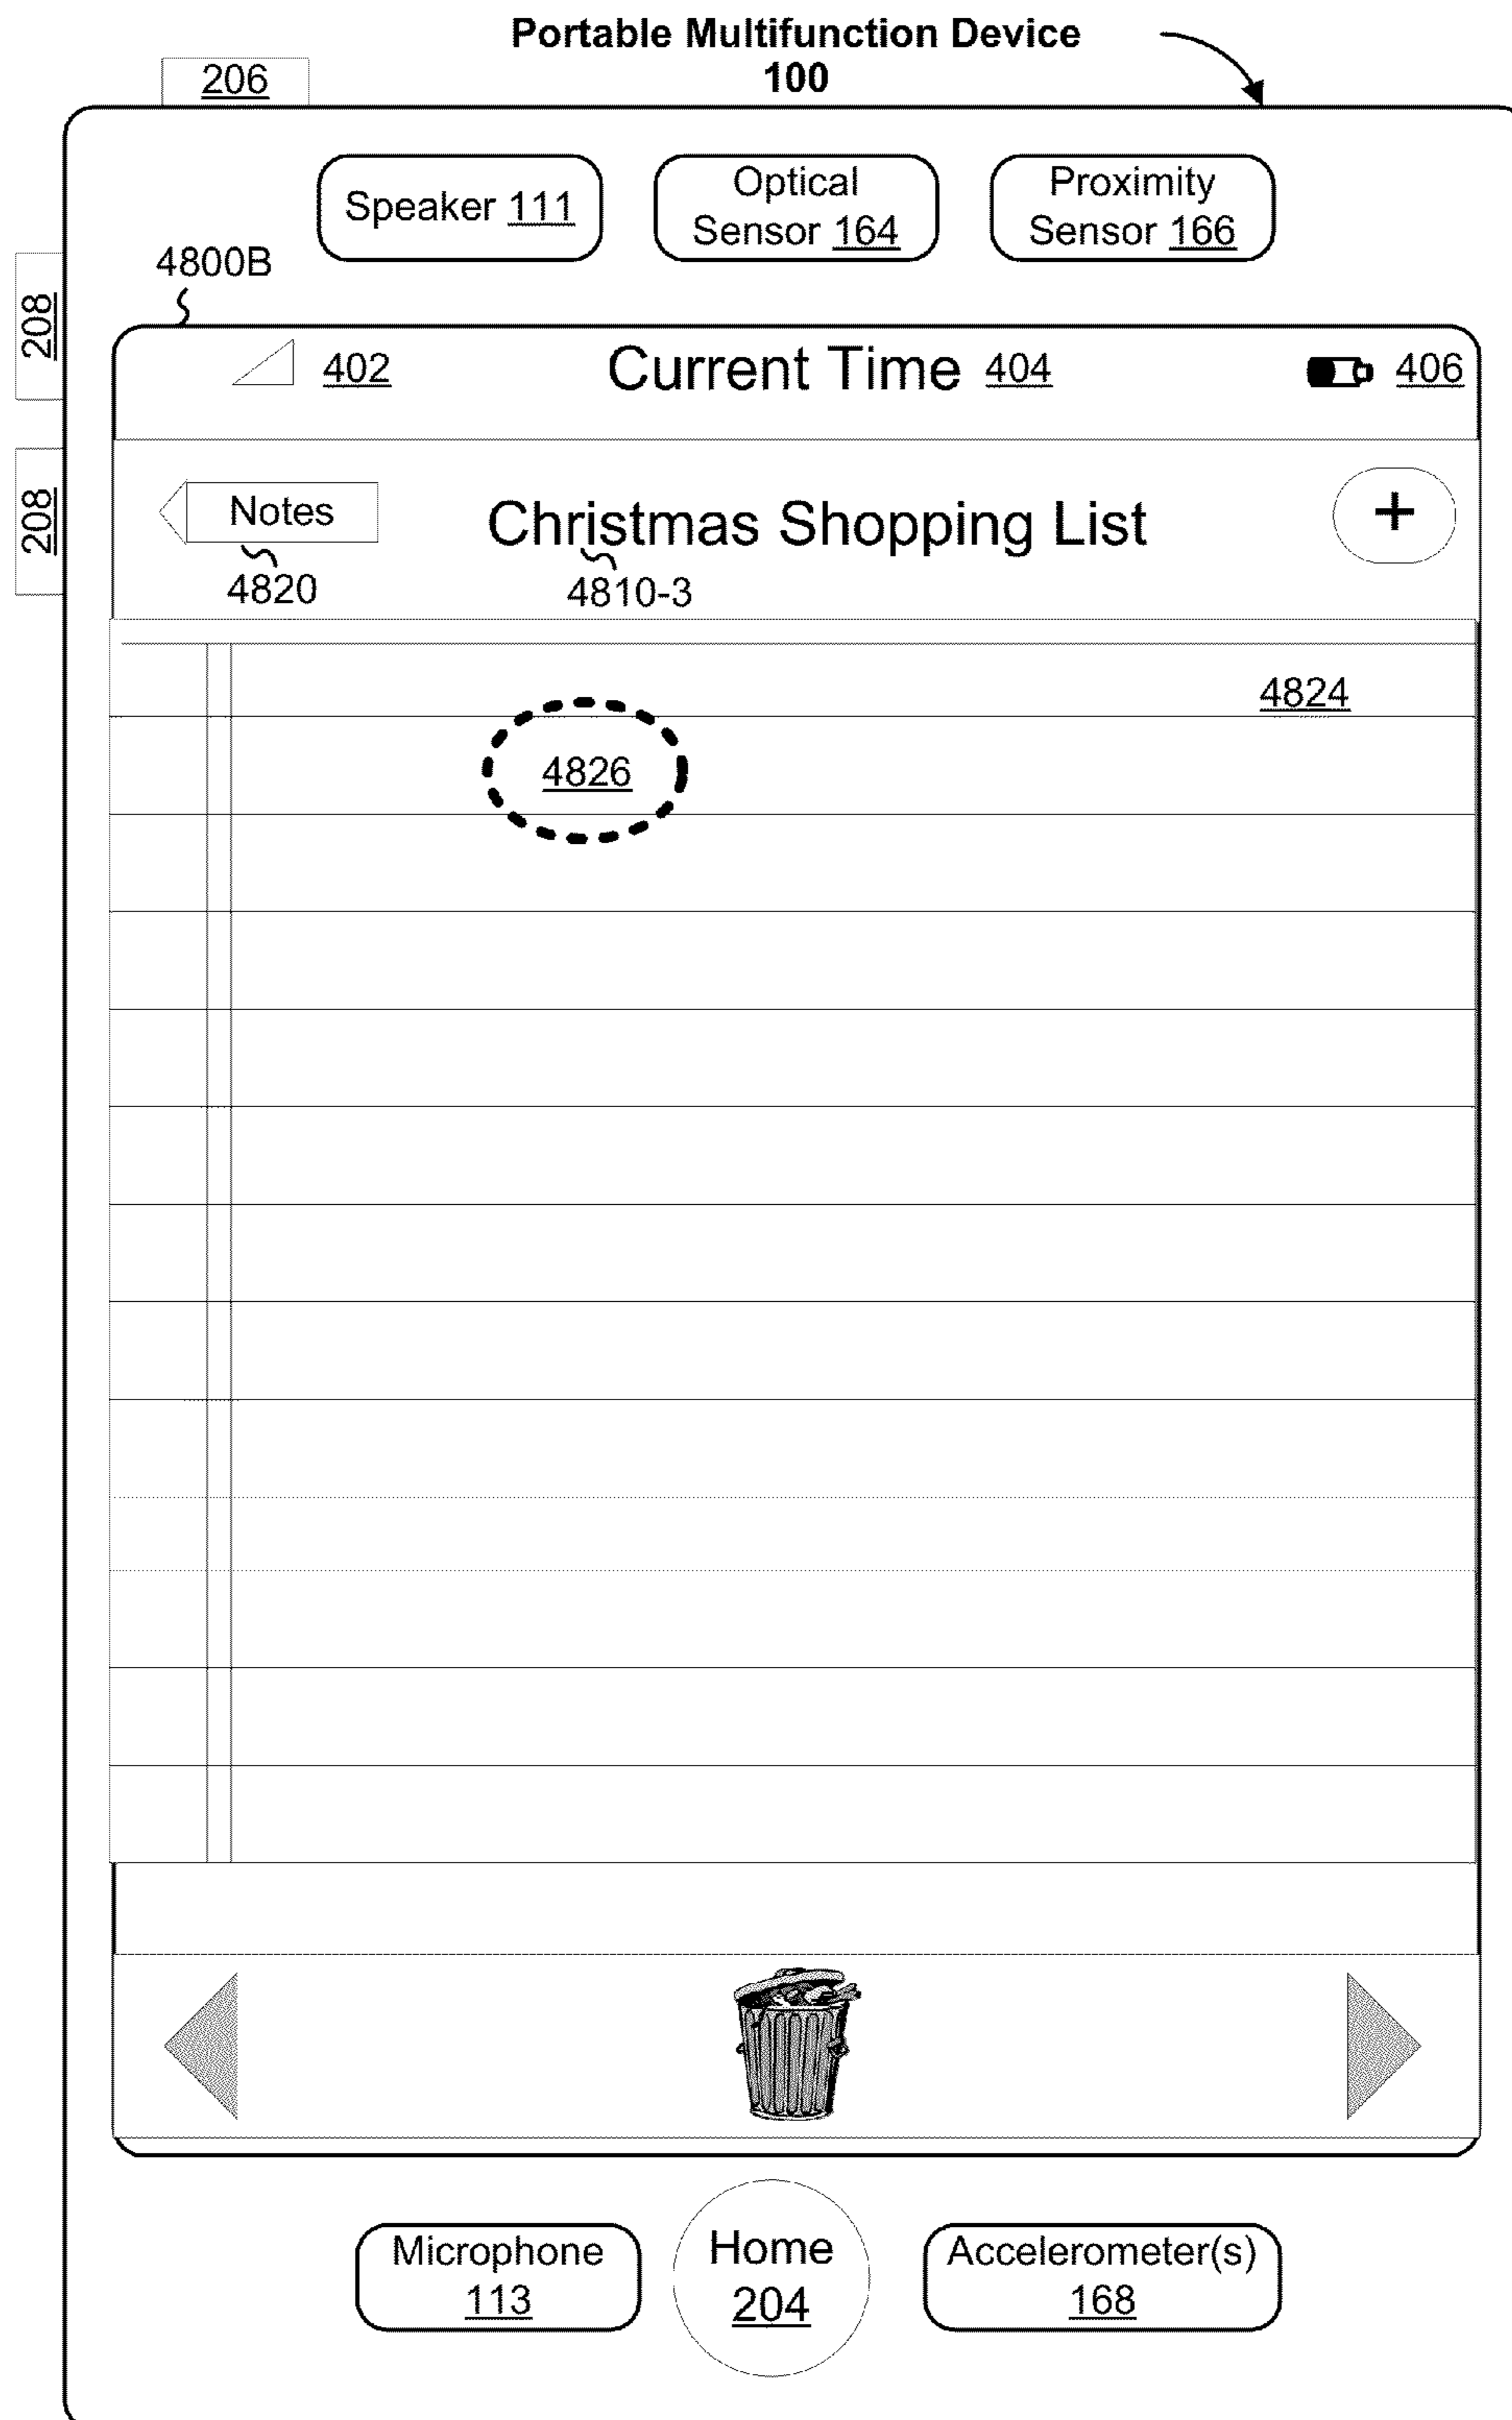 Portable Multifunction Device
100
206
Speaker 111
Optical
Sensor 164
Proximity
Sensor 166
4800B
208
402
Current Time 404
406
208
Notes
Christmas Shopping List
+
4820
4810-3
4824
4826
Microphone
113
Home
204
Accelerometer(s)
168